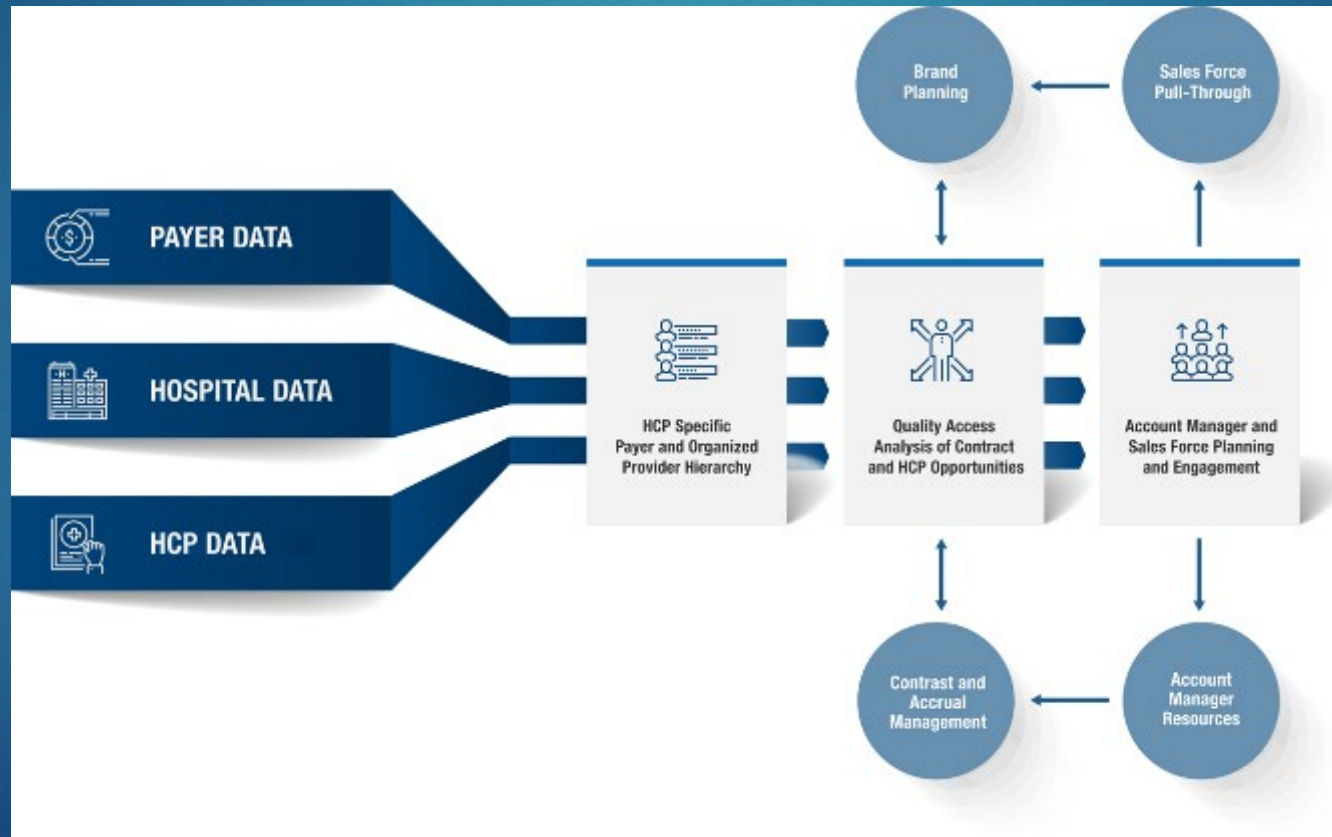 Brand
Planning
Sales Force
Pull-Through
PAYER DATA
HOSPITAL DATA
HCP DATA
HCP Specific
Payer and Organized
Provider Hierarchy
Quality Access
Analysis of Contract
and HCP Opportunities
Account Manager and
Sales Force Planning
and Engagement
Contrast and
Accrual
Management
Account
Manager
Resources